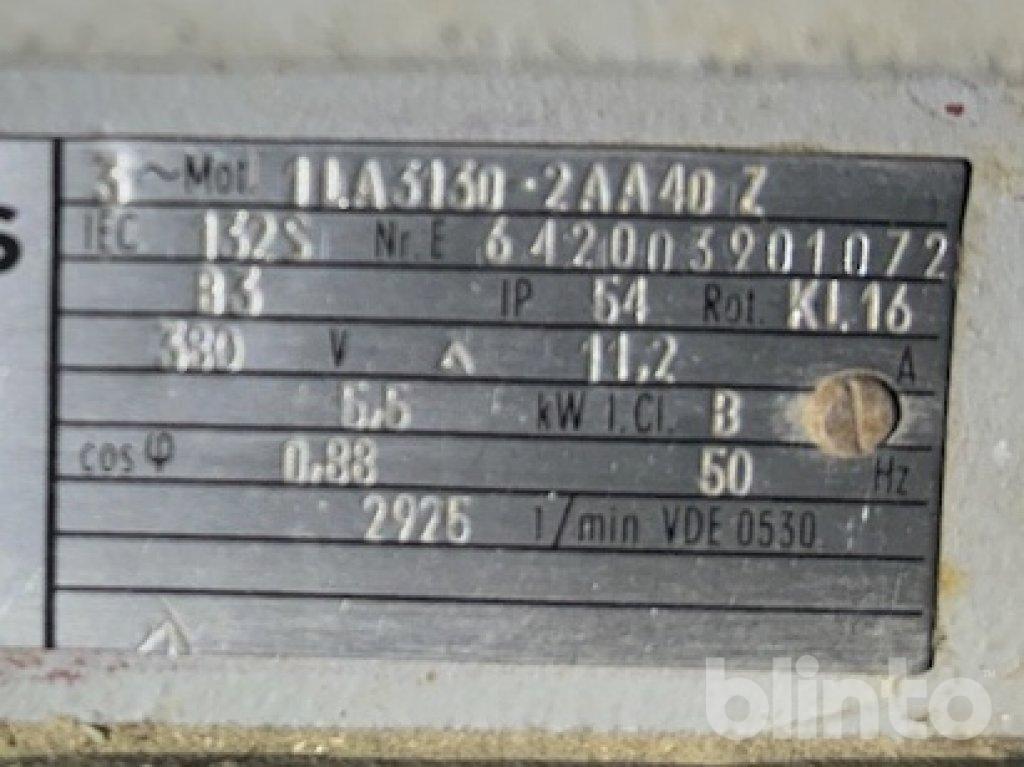 S
3 ~ Mot. 1LA3130-2AA40 Z
IEC 132S Nr. E 642003901072
B3 IP 54 Rot. KL 16
380 V 11,2 A
5,5 kW I.Cl. B
cos φ 0,88 50 Hz
2925 1/min VDE 0530
blinto